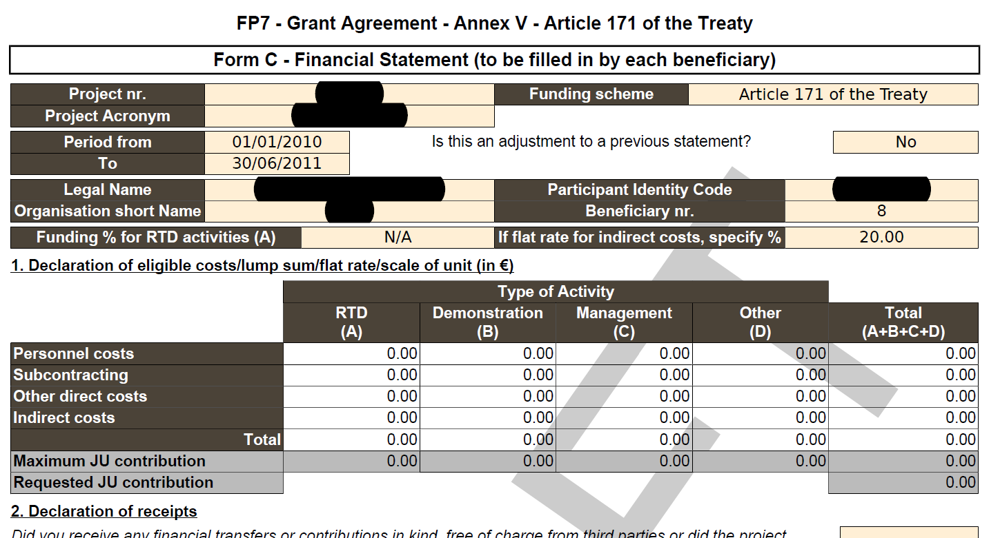 FP7 - Grant Agreement - Annex V - Article 171 of the Treaty
Form C - Financial Statement (to be filled in by each beneficiary)
Project nr. Funding scheme Article 171 of the Treaty
Project Acronym
Period from 01/01/2010 Is this an adjustment to a previous statement? No
To 30/06/2011
Legal Name Participant Identity Code
Organisation short Name Beneficiary nr. 8
Funding % for RTD activities (A) N/A If flat rate for indirect costs, specify % 20.00
1. Declaration of eligible costs/lump sum/flat rate/scale of unit (in €)
Type of Activity
RTD Demonstration Management Other Total
(A) (B) (C) (D) (A+B+C+D)
Personnel costs 0.00 0.00 0.00 0.00 0.00
Subcontracting 0.00 0.00 0.00 0.00 0.00
Other direct costs 0.00 0.00 0.00 0.00 0.00
Indirect costs 0.00 0.00 0.00 0.00 0.00
Total 0.00 0.00 0.00 0.00 0.00
Maximum JU contribution 0.00 0.00 0.00 0.00 0.00
Requested JU contribution 0.00
2. Declaration of receipts
Did you receive any financial transfers or contributions in kind, free of charge from third parties or did the project